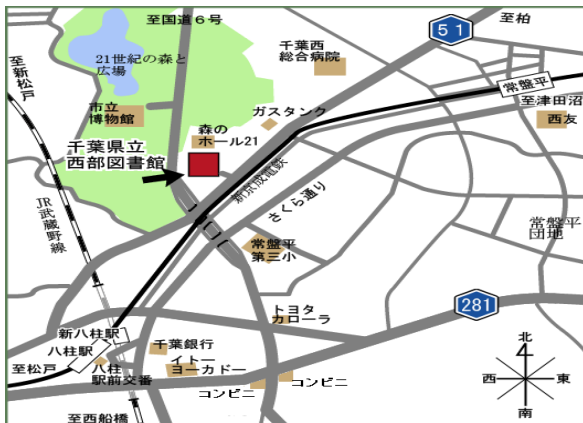 至国道６号
至柏
51
千葉西
総合病院
21世紀の森と
広場
至新松戸
常盤平
至津田沼
西友
市立
博物館
ガスタンク
森の
ホール21
千葉県立
西部図書館
新京成電鉄
さくら通り
JR武蔵野線
常盤平
団地
常盤平
第三小
281
トヨタ
カローラ
新八柱駅
八柱駅
千葉銀行
至松戸
八柱
駅前交番
イトー
ヨーカドー
コンビニ
コンビニ
至西船橋
北
西
東
南